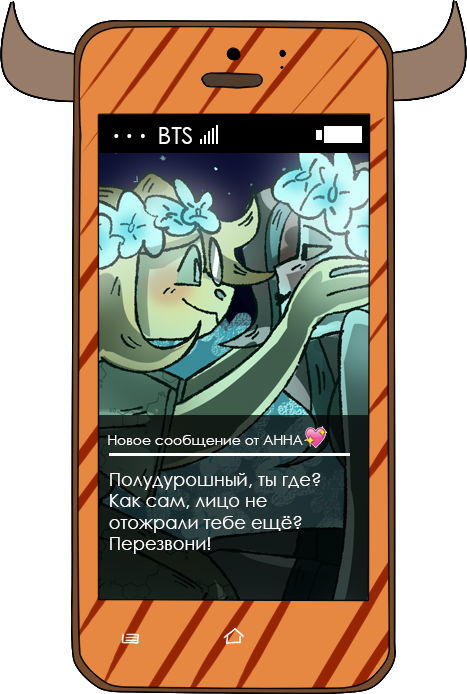 BTS
Новое сообщение от АННА
Полудурошный, ты где?
Как сам, лицо не
отожрали тебе ещё?
Перезвони!